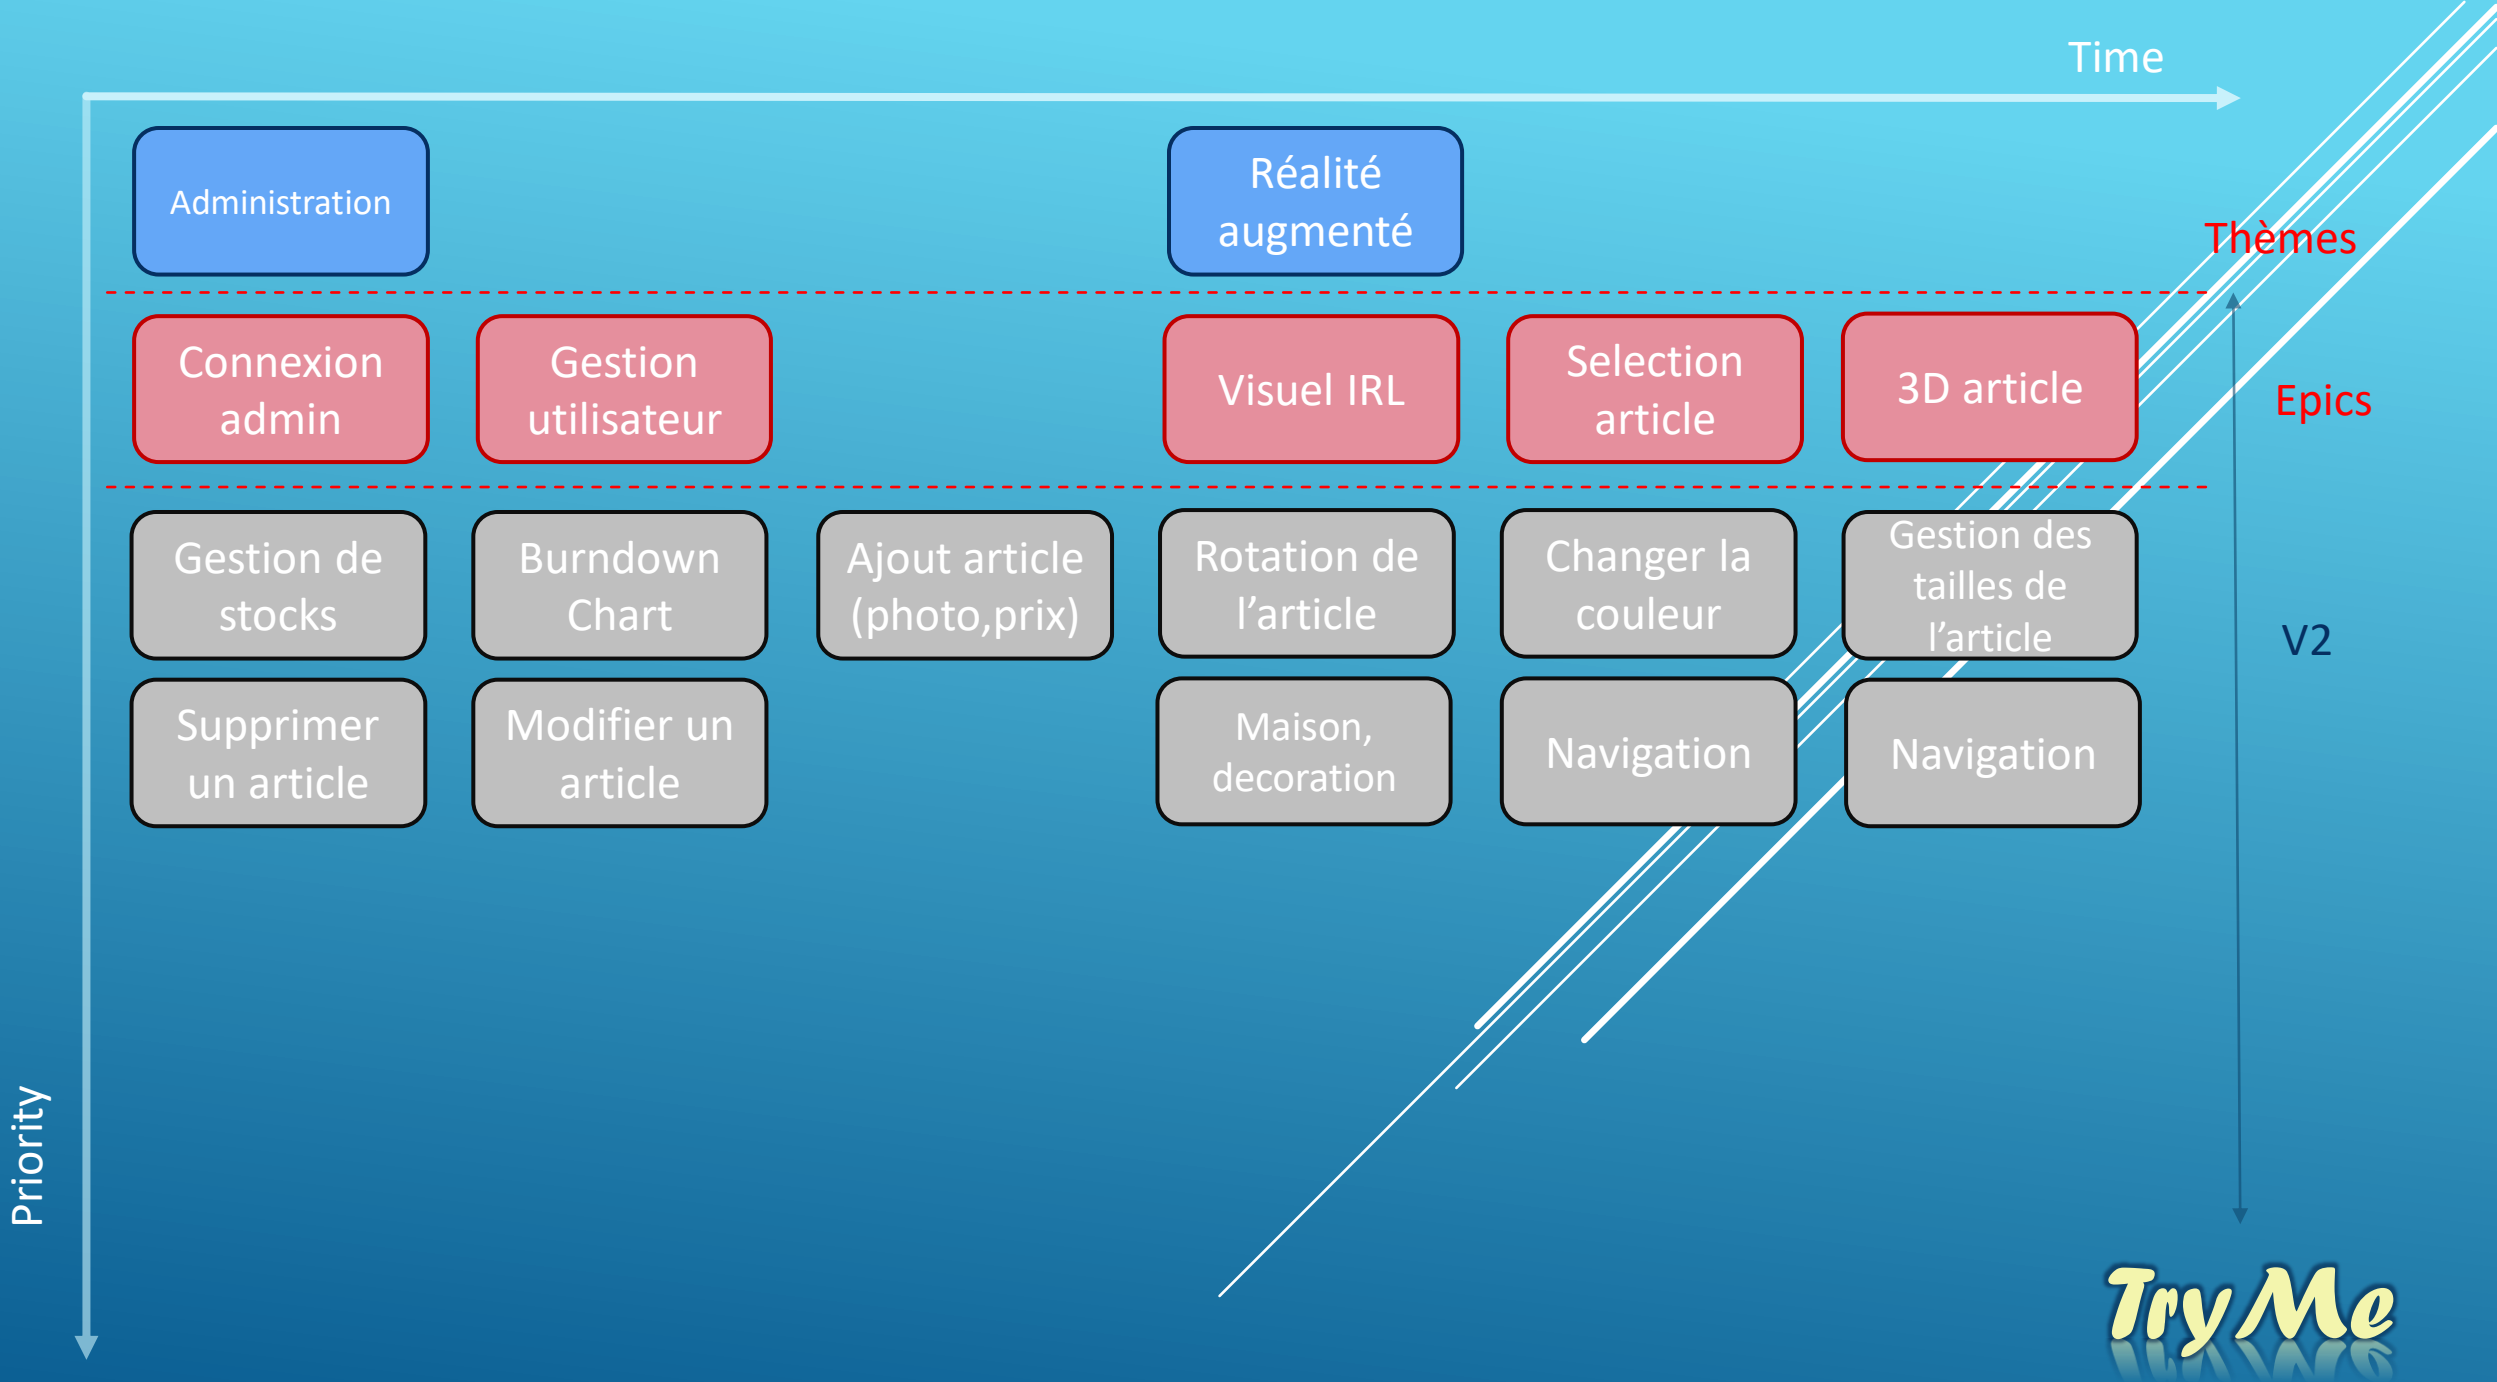 Time
Administration
Réalité
augmenté
Thèmes
Connexion
admin
Gestion
utilisateur
Visuel IRL
Selection
article
3D article
Epics
Gestion de
stocks
Burndown
Chart
Ajout article
(photo,prix)
Rotation de
l’article
Changer la
couleur
Gestion des
tailles de
l’article
V2
Supprimer
un article
Modifier un
article
Maison,
decoration
Navigation
Navigation
Priority
Try Me